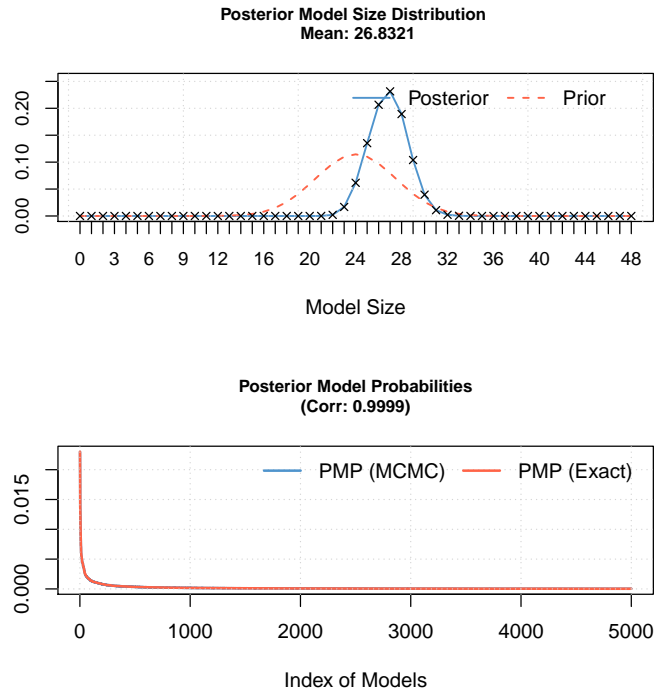 Posterior Model Size Distribution
Mean: 26.8321
Posterior Prior
0.00 0.10 0.20
0 3 6 9 12 16 20 24 28 32 36 40 44 48
Model Size
Posterior Model Probabilities
(Corr: 0.9999)
PMP (MCMC) PMP (Exact)
0.000 0.015
0 1000 2000 3000 4000 5000
Index of Models